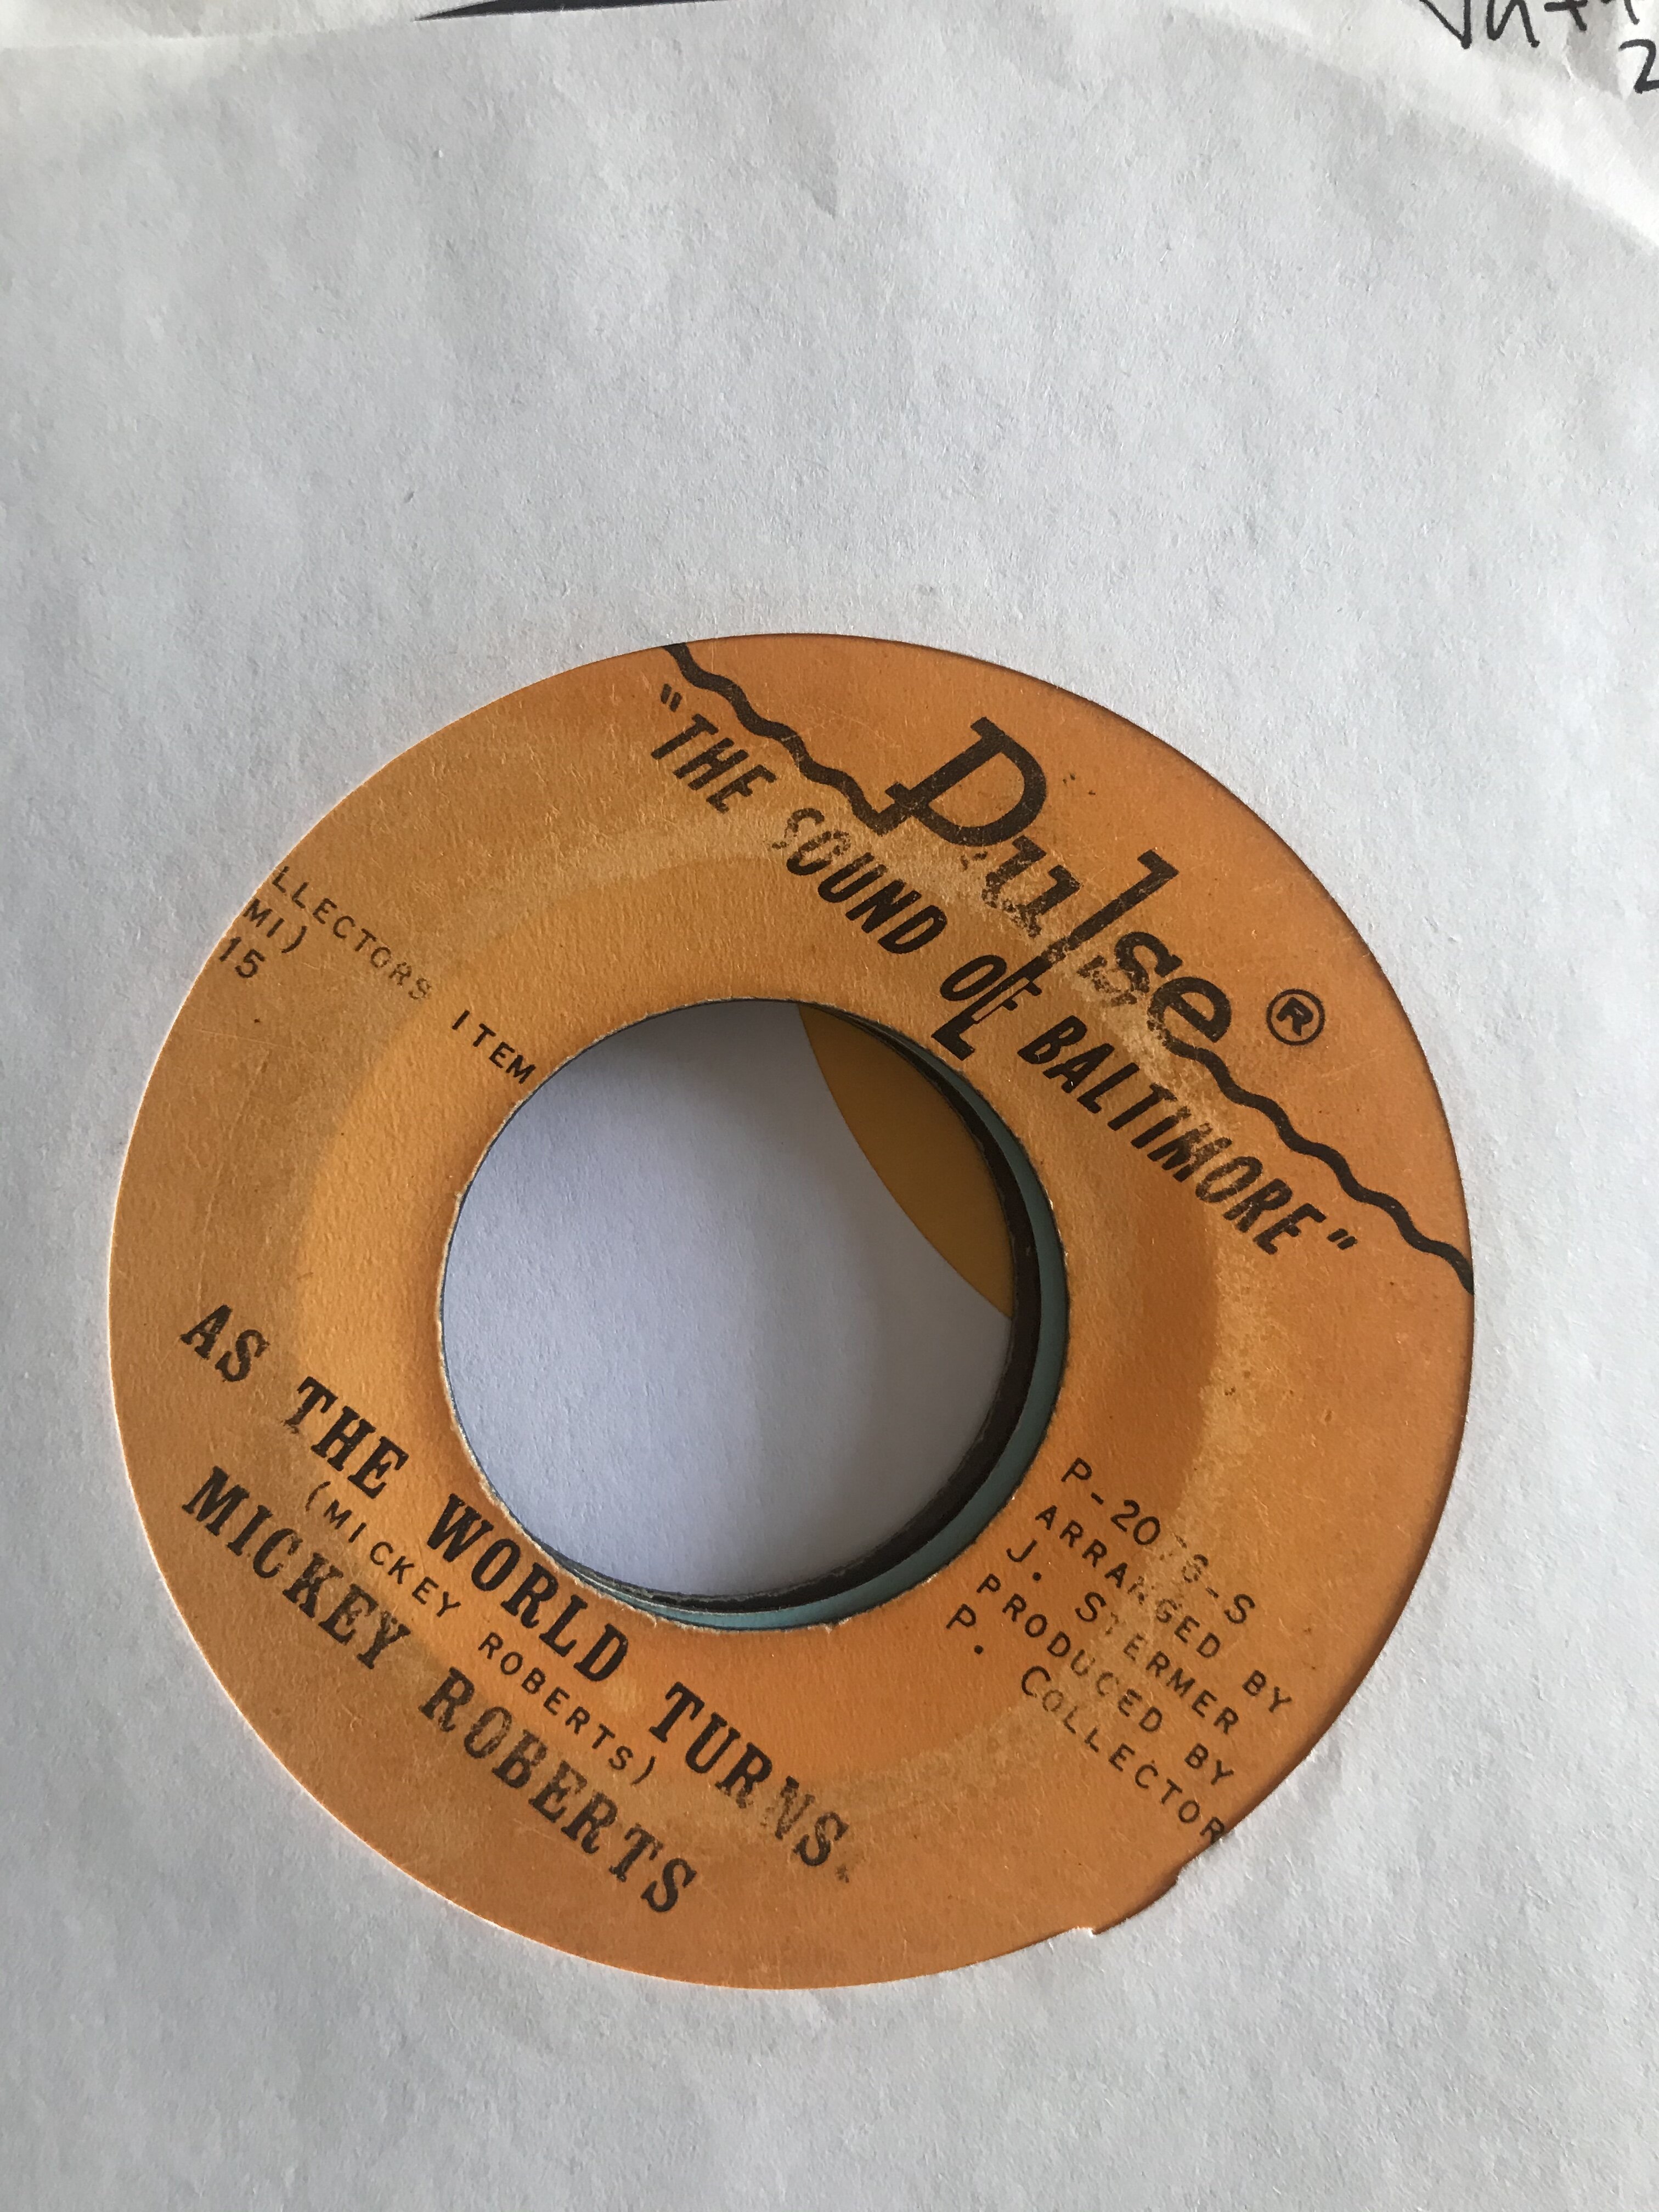 Pulse ®
"THE SOUND OF BALTIMORE"
LLECTORS ITEM
MI)
15
P-2076-S
ARRANGED BY
J. STERMER
PRODUCED BY
P. COLLECTOR
AS THE WORLD TURNS
(MICKEY ROBERTS)
MICKEY ROBERTS